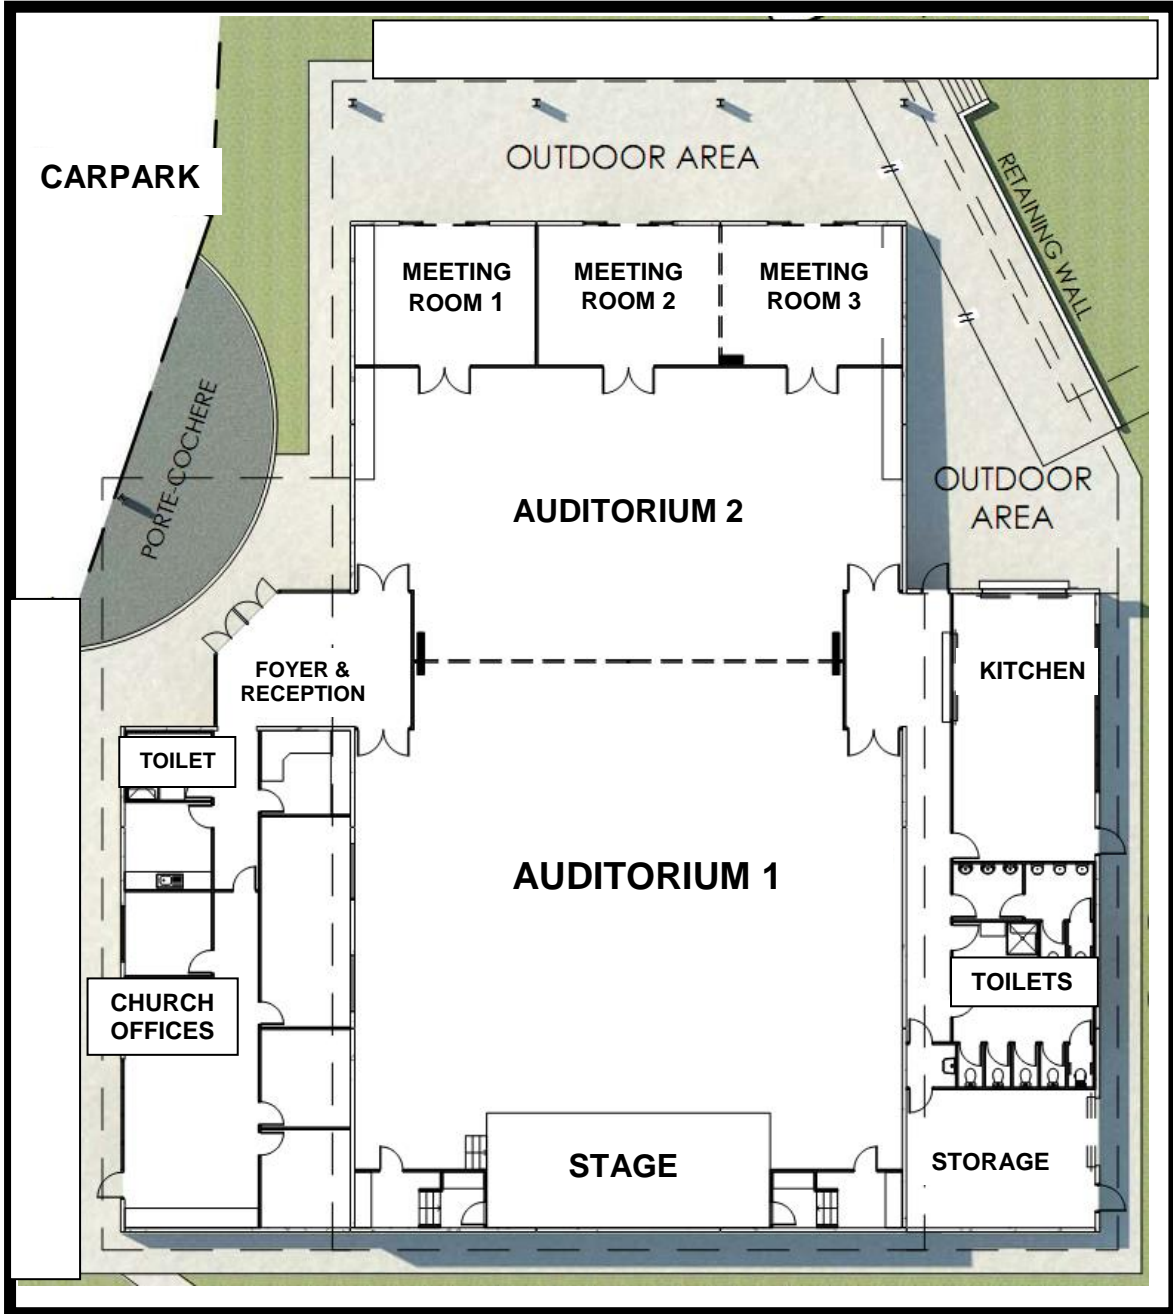 OUTDOOR AREA
CARPARK
RETAINING WALL
MEETING
ROOM 1
MEETING
ROOM 2
MEETING
ROOM 3
PORTE-COCHERE
OUTDOOR
AREA
AUDITORIUM 2
FOYER &
RECEPTION
KITCHEN
TOILET
AUDITORIUM 1
TOILETS
CHURCH
OFFICES
STAGE
STORAGE